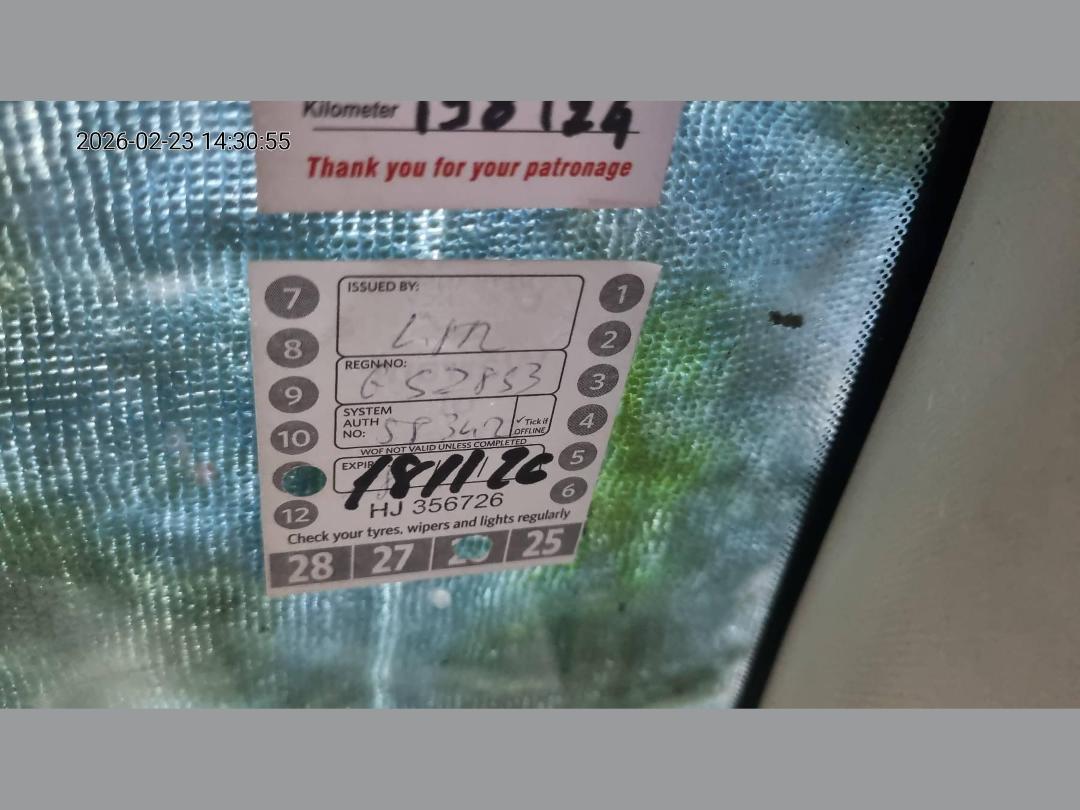 Kilometer 198124
2026-02-23 14:30:55
Thank you for your patronage
7 ISSUED BY: 1
8 2
REGN NO: 3
9 SYSTEM
AUTH
NO: ✓ Tick if
OFFLINE 4
10 WOF NOT VALID UNLESS COMPLETED 5
EXPIRY 18/11/26 6
HJ 356726
12
Check your tyres, wipers and lights regularly
28 27 25